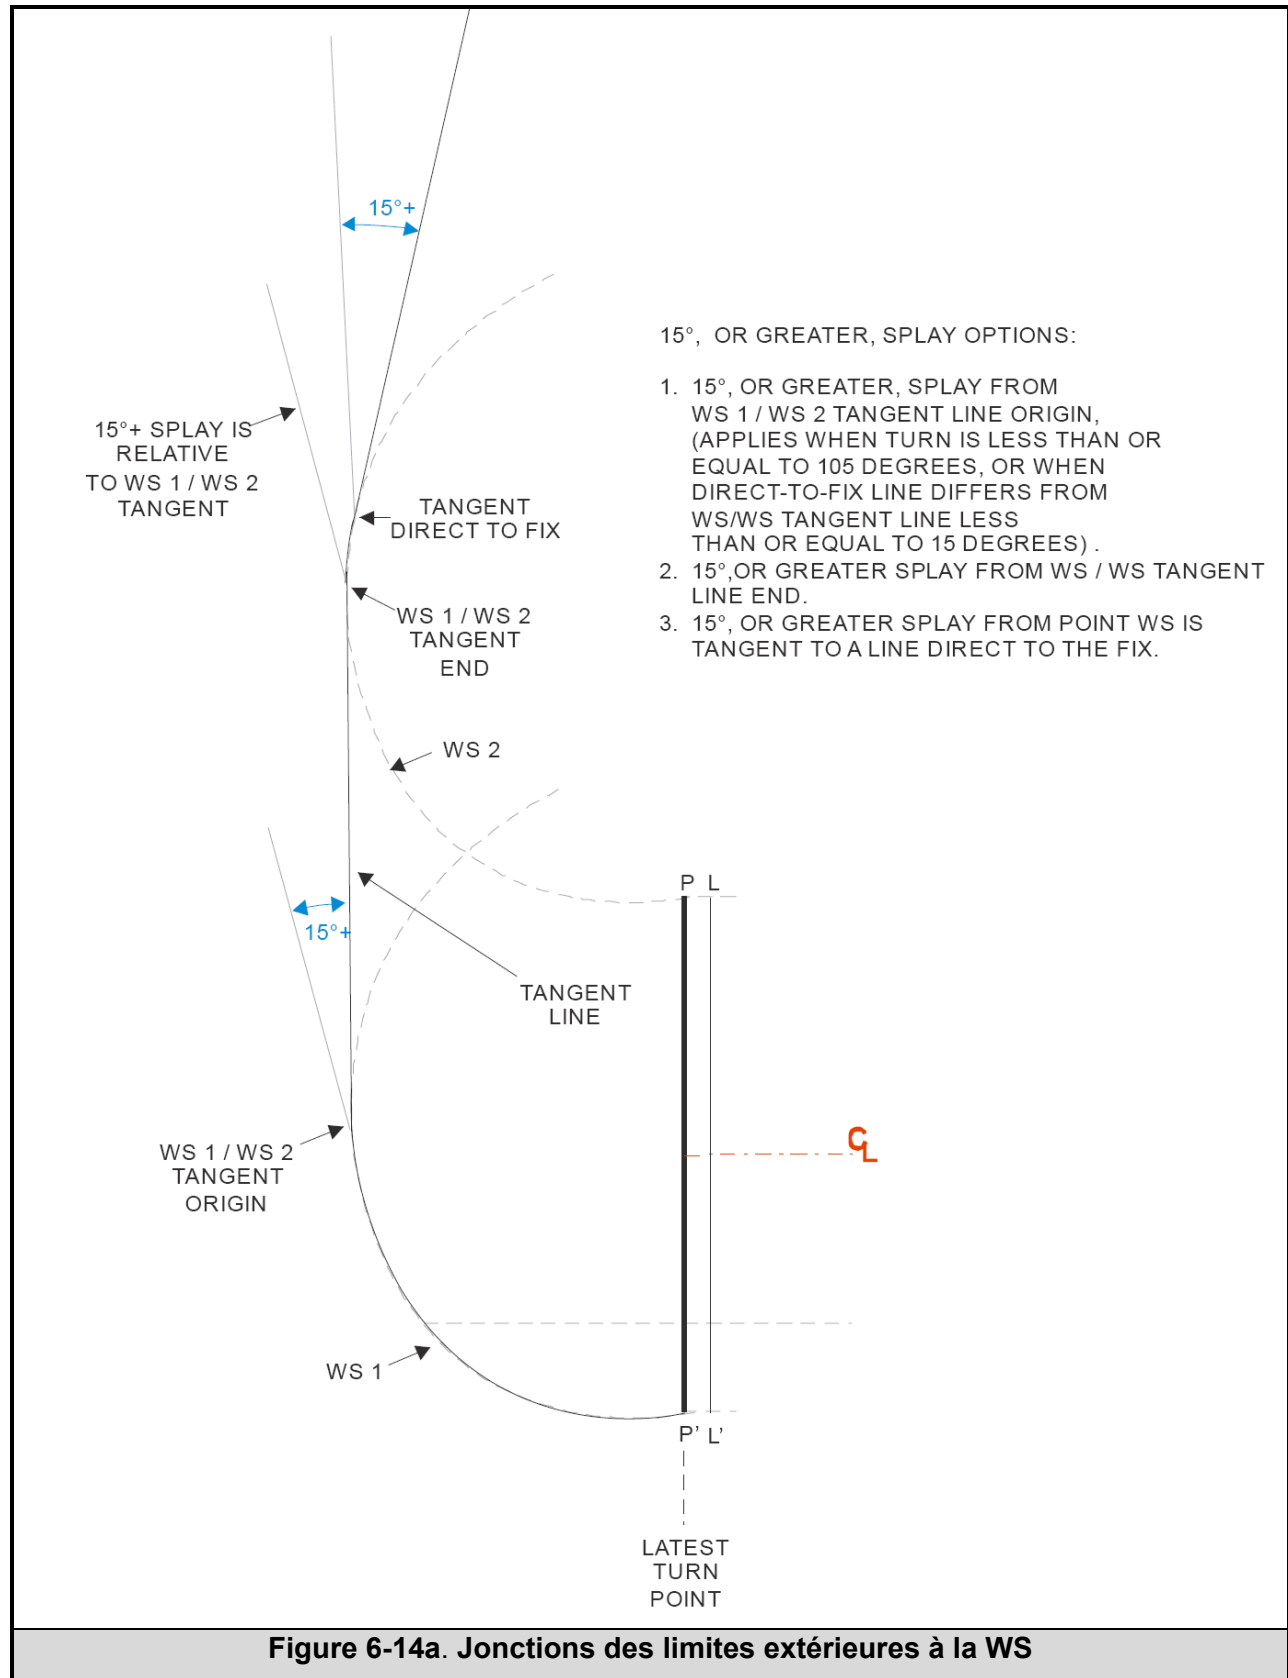 15°+
15°, OR GREATER, SPLAY OPTIONS:
1. 15°, OR GREATER, SPLAY FROM
WS 1 / WS 2 TANGENT LINE ORIGIN,
(APPLIES WHEN TURN IS LESS THAN OR
EQUAL TO 105 DEGREES, OR WHEN
DIRECT-TO-FIX LINE DIFFERS FROM
WS/WS TANGENT LINE LESS
THAN OR EQUAL TO 15 DEGREES) .
2. 15°,OR GREATER SPLAY FROM WS / WS TANGENT
LINE END.
3. 15°, OR GREATER SPLAY FROM POINT WS IS
TANGENT TO A LINE DIRECT TO THE FIX.
15°+ SPLAY IS
RELATIVE
TO WS 1 / WS 2
TANGENT
TANGENT
DIRECT TO FIX
WS 1 / WS 2
TANGENT
END
WS 2
P L
15°+
TANGENT
LINE
WS 1 / WS 2
TANGENT
ORIGIN
CL
WS 1
P’ L’
LATEST
TURN
POINT
Figure 6-14a. Jonctions des limites extérieures à la WS